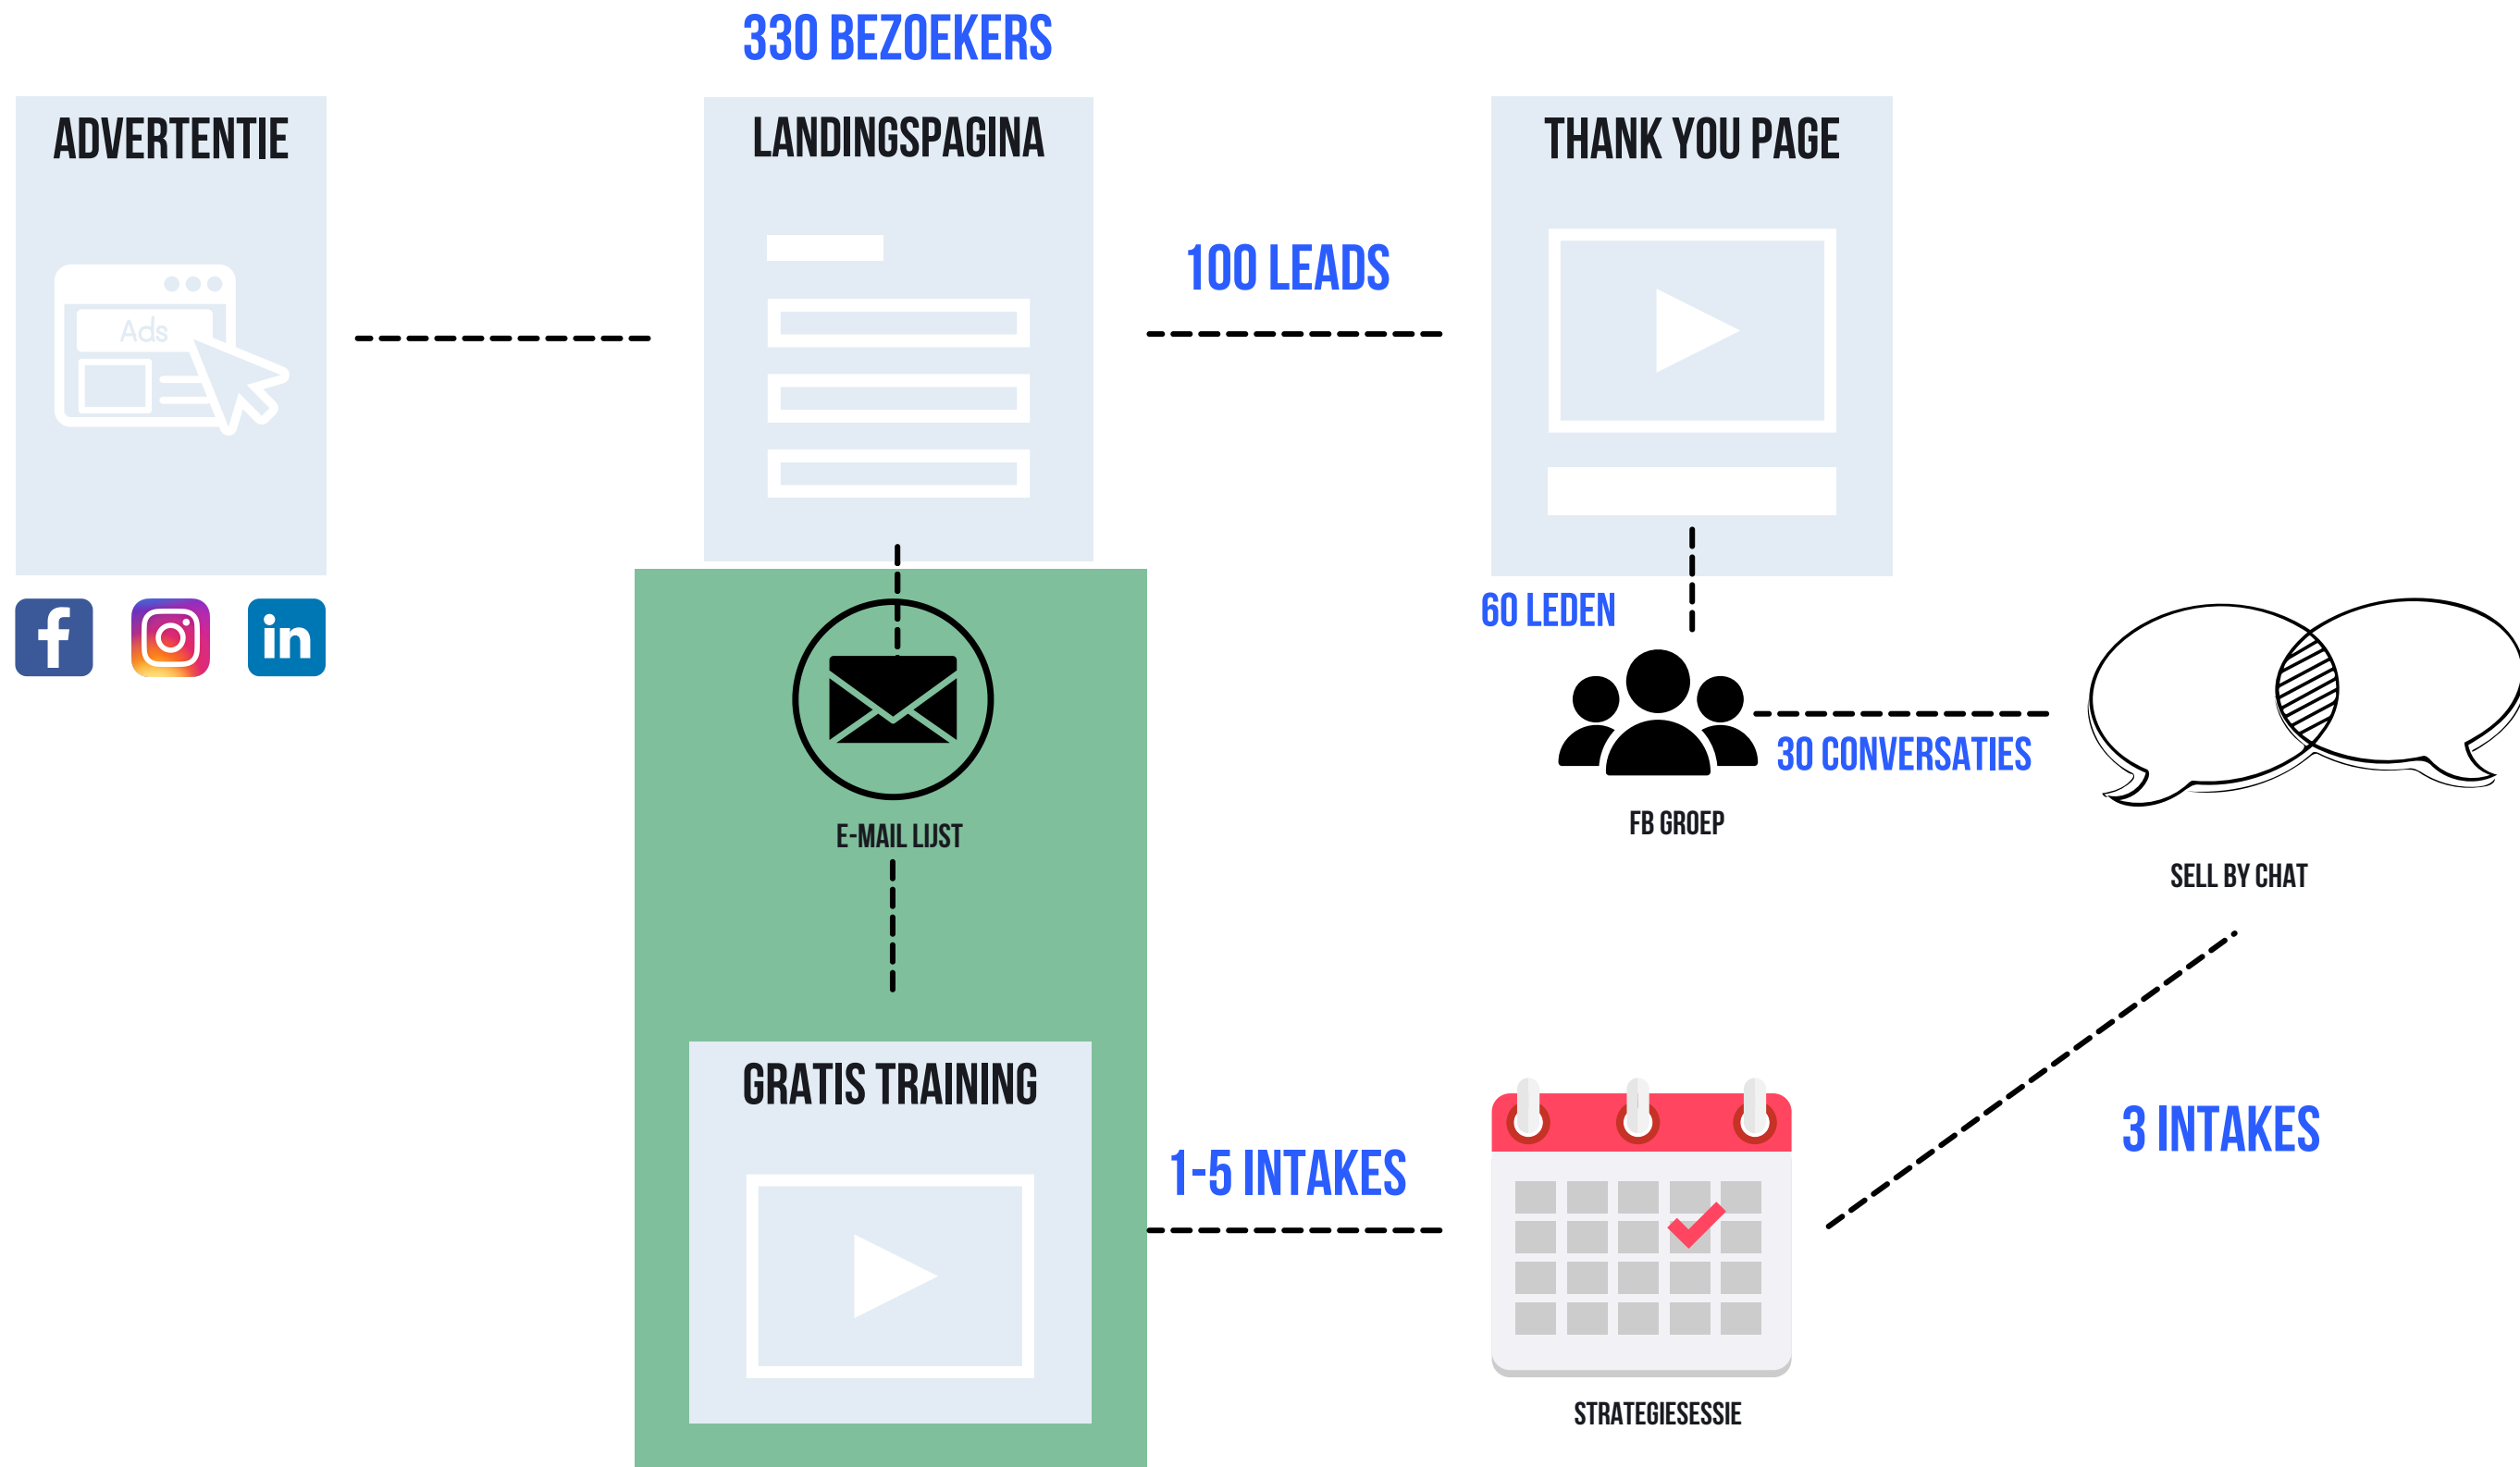 330 BEZOEKERS
ADVERTENTIE
LANDINGSPAGINA
THANK YOU PAGE
100 LEADS
Ads
60 LEDEN
30 CONVERSATIES
E-MAIL LIJST
FB GROEP
SELL BY CHAT
GRATIS TRAINING
1-5 INTAKES
3 INTAKES
STRATEGIESESSIE